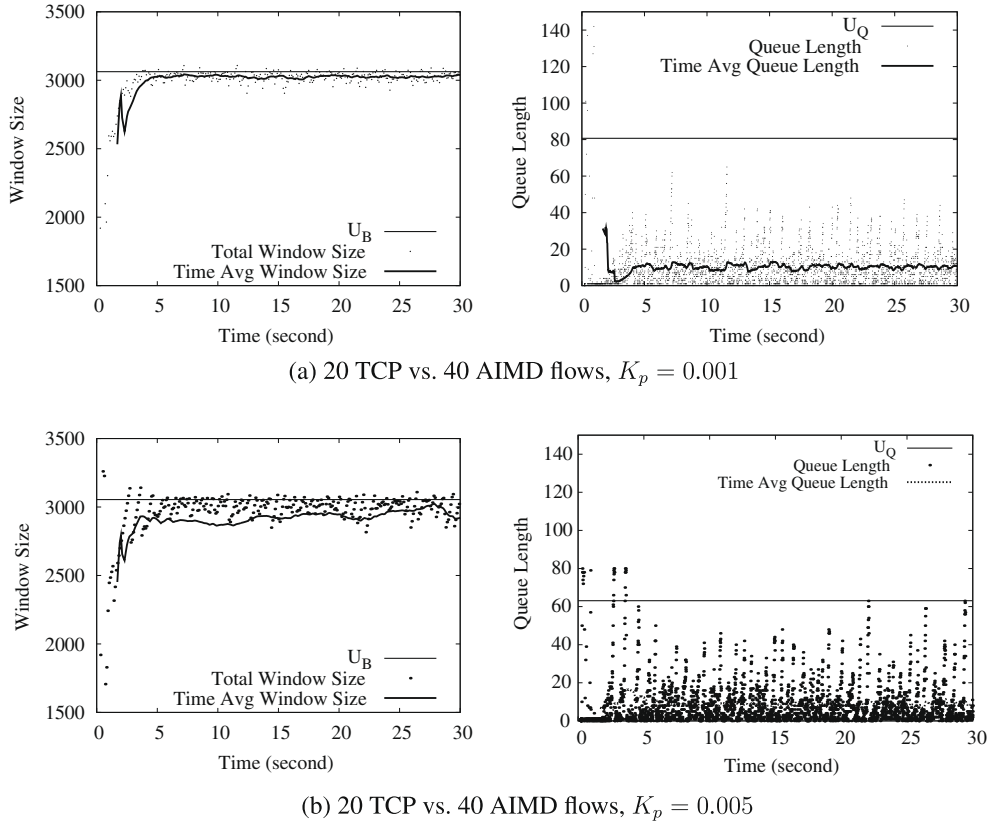 3500
3000
2500
2000
1500
Window Size
U_B
Total Window Size
Time Avg Window Size
0 5 10 15 20 25 30
Time (second)
140
120
100
80
60
40
20
0
Queue Length
U_Q
Queue Length
Time Avg Queue Length
0 5 10 15 20 25 30
Time (second)
(a) 20 TCP vs. 40 AIMD flows, K_p = 0.001
3500
3000
2500
2000
1500
Window Size
U_B
Total Window Size
Time Avg Window Size
0 5 10 15 20 25 30
Time (second)
140
120
100
80
60
40
20
0
Queue Length
U_Q
Queue Length
Time Avg Queue Length
0 5 10 15 20 25 30
Time (second)
(b) 20 TCP vs. 40 AIMD flows, K_p = 0.005